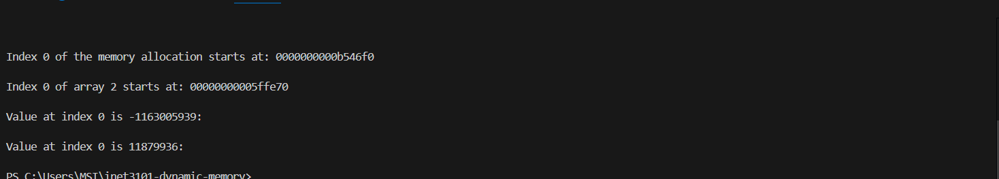 Index 0 of the memory allocation starts at: 0000000000b546f0
Index 0 of array 2 starts at: 00000000005ffe70
Value at index 0 is -1163005939:
Value at index 0 is 11879936:
PS C:\Users\MSI\inet3101-dynamic-memory>